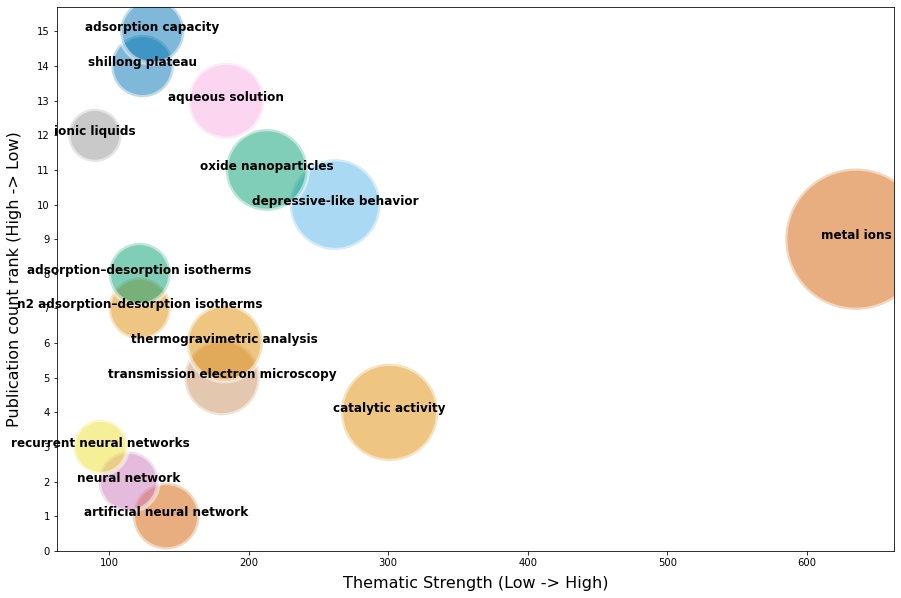 15
adsorption capacity
14
shillong plateau
13
aqueous solution
12
ionic liquids
11
oxide nanoparticles
10
depressive-like behavior
9
metal ions
8
adsorption–desorption isotherms
7
n2 adsorption–desorption isotherms
6
thermogravimetric analysis
5
transmission electron microscopy
4
catalytic activity
3
recurrent neural networks
2
neural network
1
artificial neural network
0
100 200 300 400 500 600
Thematic Strength (Low -> High)
Publication count rank (High -> Low)